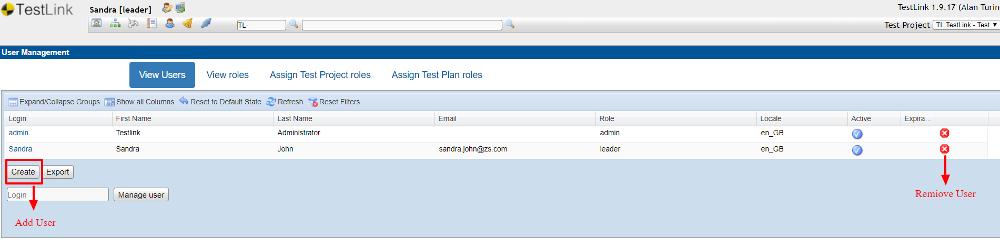 TestLink
Sandra [leader]
TestLink 1.9.17 (Alan Turin
TL-
Test Project TL:TestLink - Test
User Management
View Users View roles Assign Test Project roles Assign Test Plan roles
Expand/Collapse Groups Show all Columns Reset to Default State Refresh Reset Filters
Login First Name Last Name Email Role Locale Active Expira...
admin Testlink Administrator admin en_GB
Sandra Sandra John sandra.john@zs.com leader en_GB
Create Export
Login Manage user
Remiove User
Add User